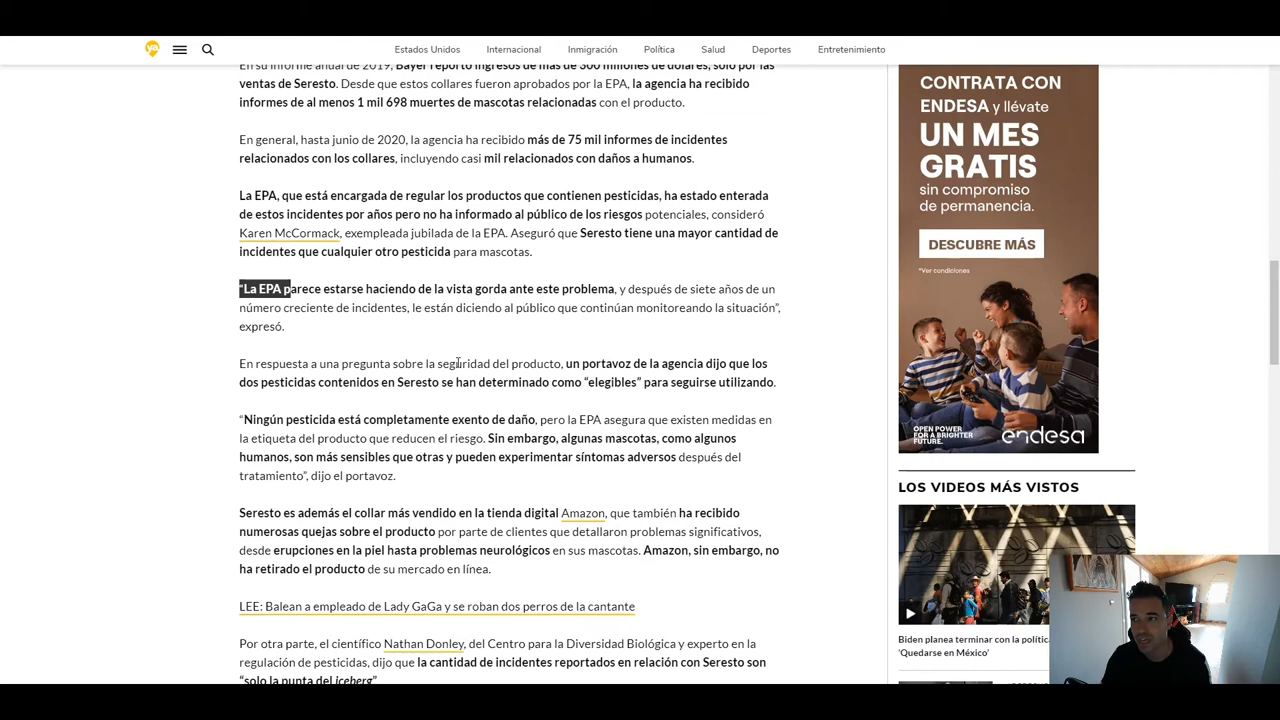 ya
Estados Unidos
Internacional
Inmigración
Política
Salud
Deportes
Entretenimiento
En su informe anual de 2019, Bayer reportó ingresos de más de 300 millones de dólares, sólo por las
ventas de Seresto. Desde que estos collares fueron aprobados por la EPA, la agencia ha recibido
informes de al menos 1 mil 698 muertes de mascotas relacionadas con el producto.
En general, hasta junio de 2020, la agencia ha recibido más de 75 mil informes de incidentes
relacionados con los collares, incluyendo casi mil relacionados con daños a humanos.
La EPA, que está encargada de regular los productos que contienen pesticidas, ha estado enterada
de estos incidentes por años pero no ha informado al público de los riesgos potenciales, consideró
Karen McCormack, exempleada jubilada de la EPA. Aseguró que Seresto tiene una mayor cantidad de
incidentes que cualquier otro pesticida para mascotas.
“La EPA parece estarse haciendo de la vista gorda ante este problema, y después de siete años de un
número creciente de incidentes, le están diciendo al público que continúan monitoreando la situación”,
expresó.
En respuesta a una pregunta sobre la seguridad del producto, un portavoz de la agencia dijo que los
dos pesticidas contenidos en Seresto se han determinado como “elegibles” para seguirse utilizando.
“Ningún pesticida está completamente exento de daño, pero la EPA asegura que existen medidas en
la etiqueta del producto que reducen el riesgo. Sin embargo, algunas mascotas, como algunos
humanos, son más sensibles que otras y pueden experimentar síntomas adversos después del
tratamiento”, dijo el portavoz.
Seresto es además el collar más vendido en la tienda digital Amazon, que también ha recibido
numerosas quejas sobre el producto por parte de clientes que detallaron problemas significativos,
desde erupciones en la piel hasta problemas neurológicos en sus mascotas. Amazon, sin embargo, no
ha retirado el producto de su mercado en línea.
LEE: Balean a empleado de Lady GaGa y se roban dos perros de la cantante
Por otra parte, el científico Nathan Donley, del Centro para la Diversidad Biológica y experto en la
regulación de pesticidas, dijo que la cantidad de incidentes reportados en relación con Seresto son
“solo la punta del iceberg”
CONTRATA CON
ENDESA y llévate
UN MES
GRATIS
sin compromiso
de permanencia.
DESCUBRE MÁS
*Ver condiciones
OPEN POWER
FOR A BRIGHTER
FUTURE.
endesa
LOS VIDEOS MÁS VISTOS
Biden planea terminar con la política
'Quedarse en México'